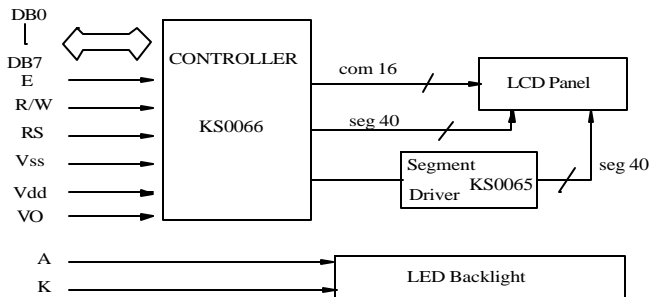 DB0
DB7
E
R/W
RS
Vss
Vdd
VO
CONTROLLER
KS0066
com 16
seg 40
LCD Panel
Segment
Driver
KS0065
seg 40
A
K
LED Backlight